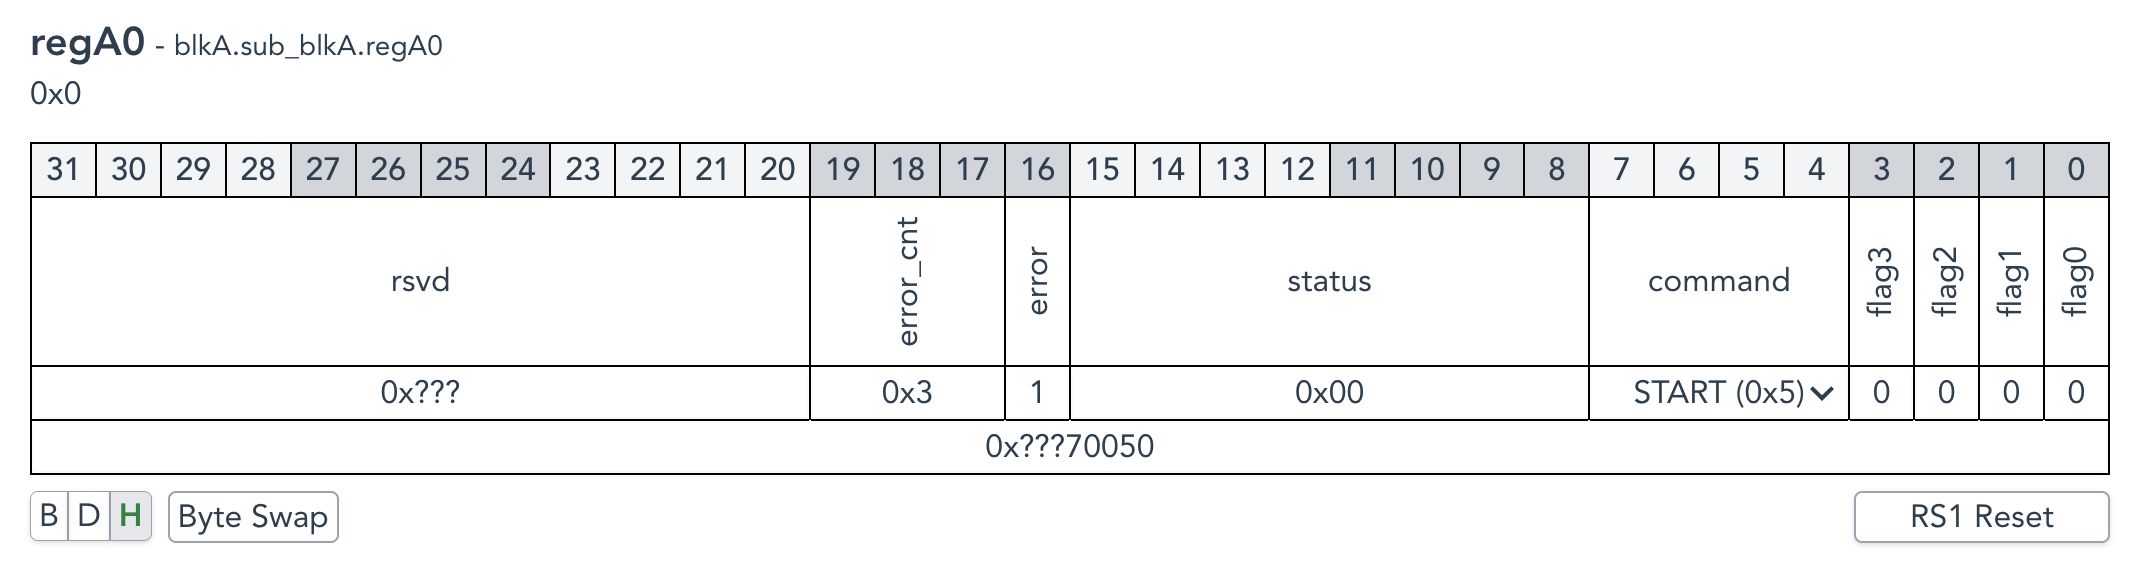 regA0 - blkA.sub_blkA.regA0
0x0
31 30 29 28 27 26 25 24 23 22 21 20 19 18 17 16 15 14 13 12 11 10 9 8 7 6 5 4 3 2 1 0
rsvd error_cnt error status command flag3 flag2 flag1 flag0
0x??? 0x3 1 0x00 START (0x5) 0 0 0 0
0x???70050
B D H Byte Swap RS1 Reset